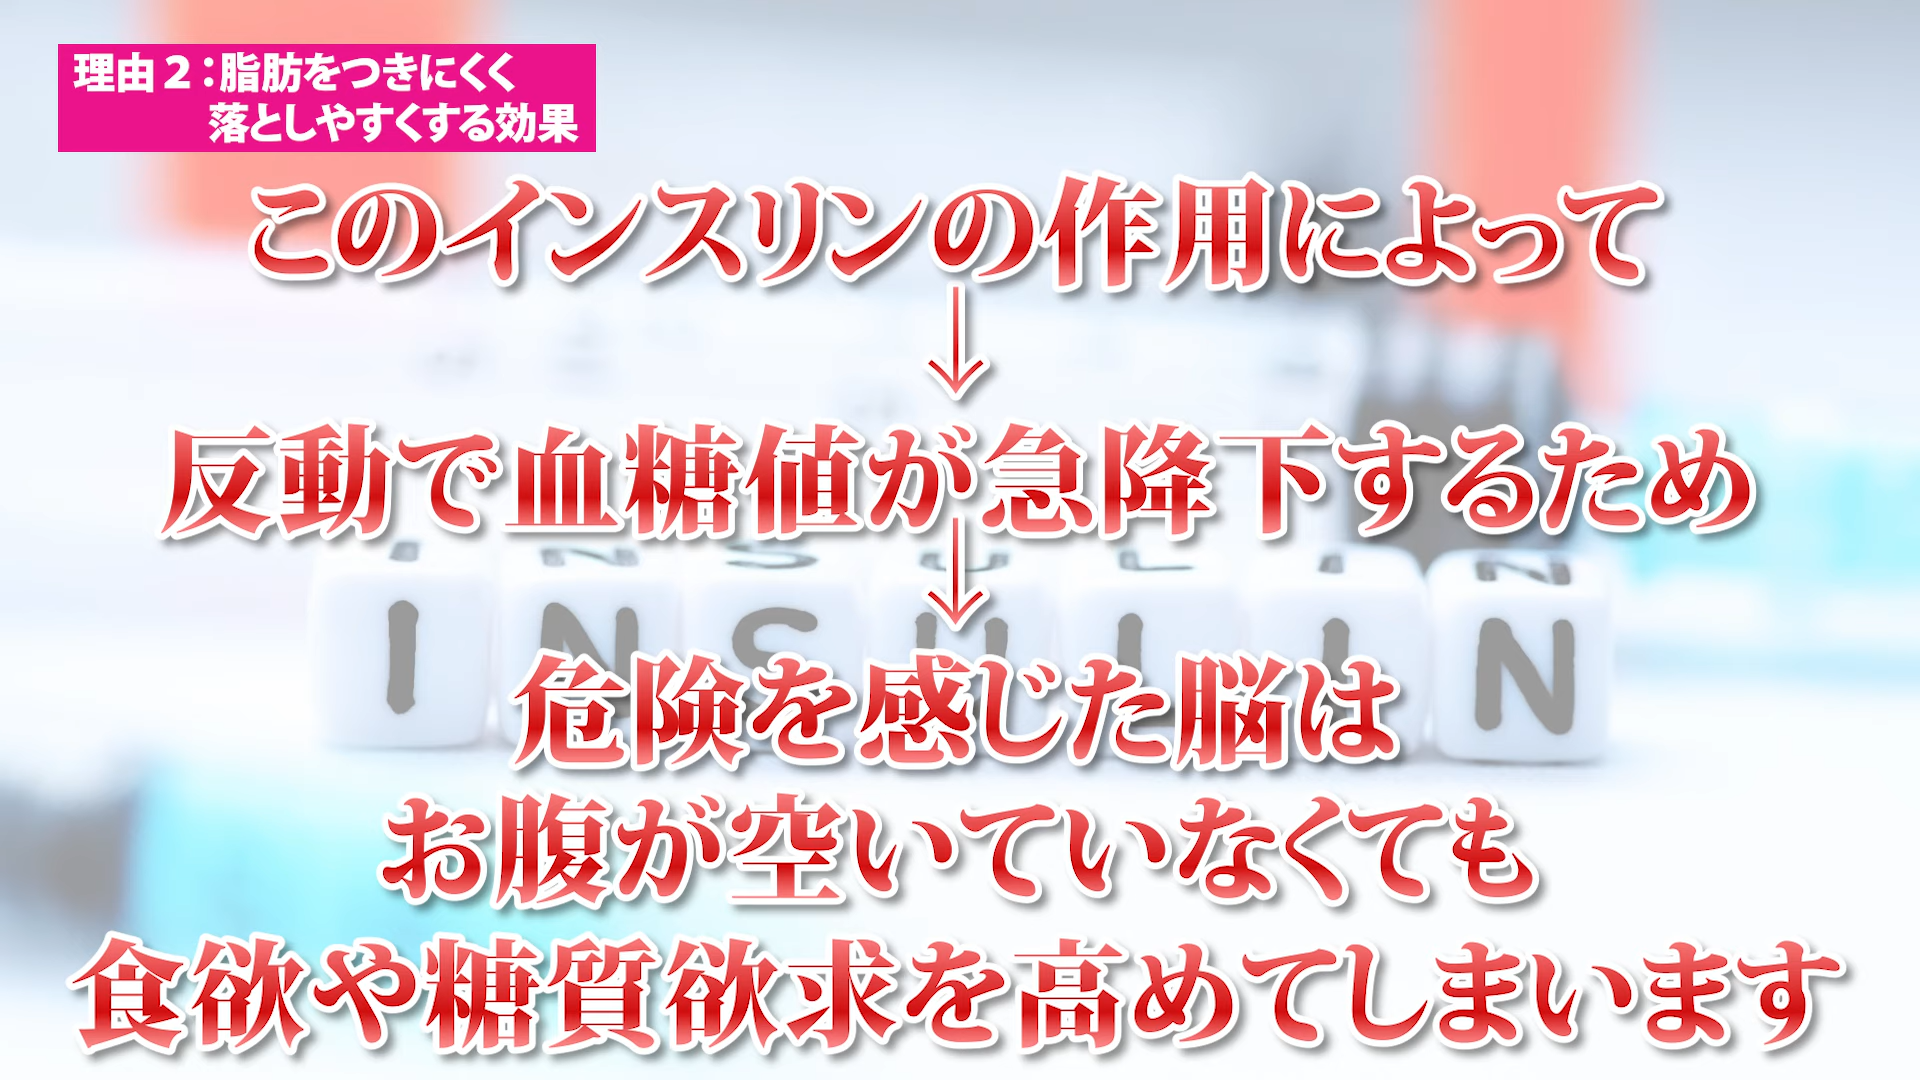 理由２：脂肪をつきにくく
落としやすくする効果
このインスリンの作用によって
↓
反動で血糖値が急降下するため
↓
INSULIN
危険を感じた脳は
お腹が空いていなくても
食欲や糖質欲求を高めてしまいます